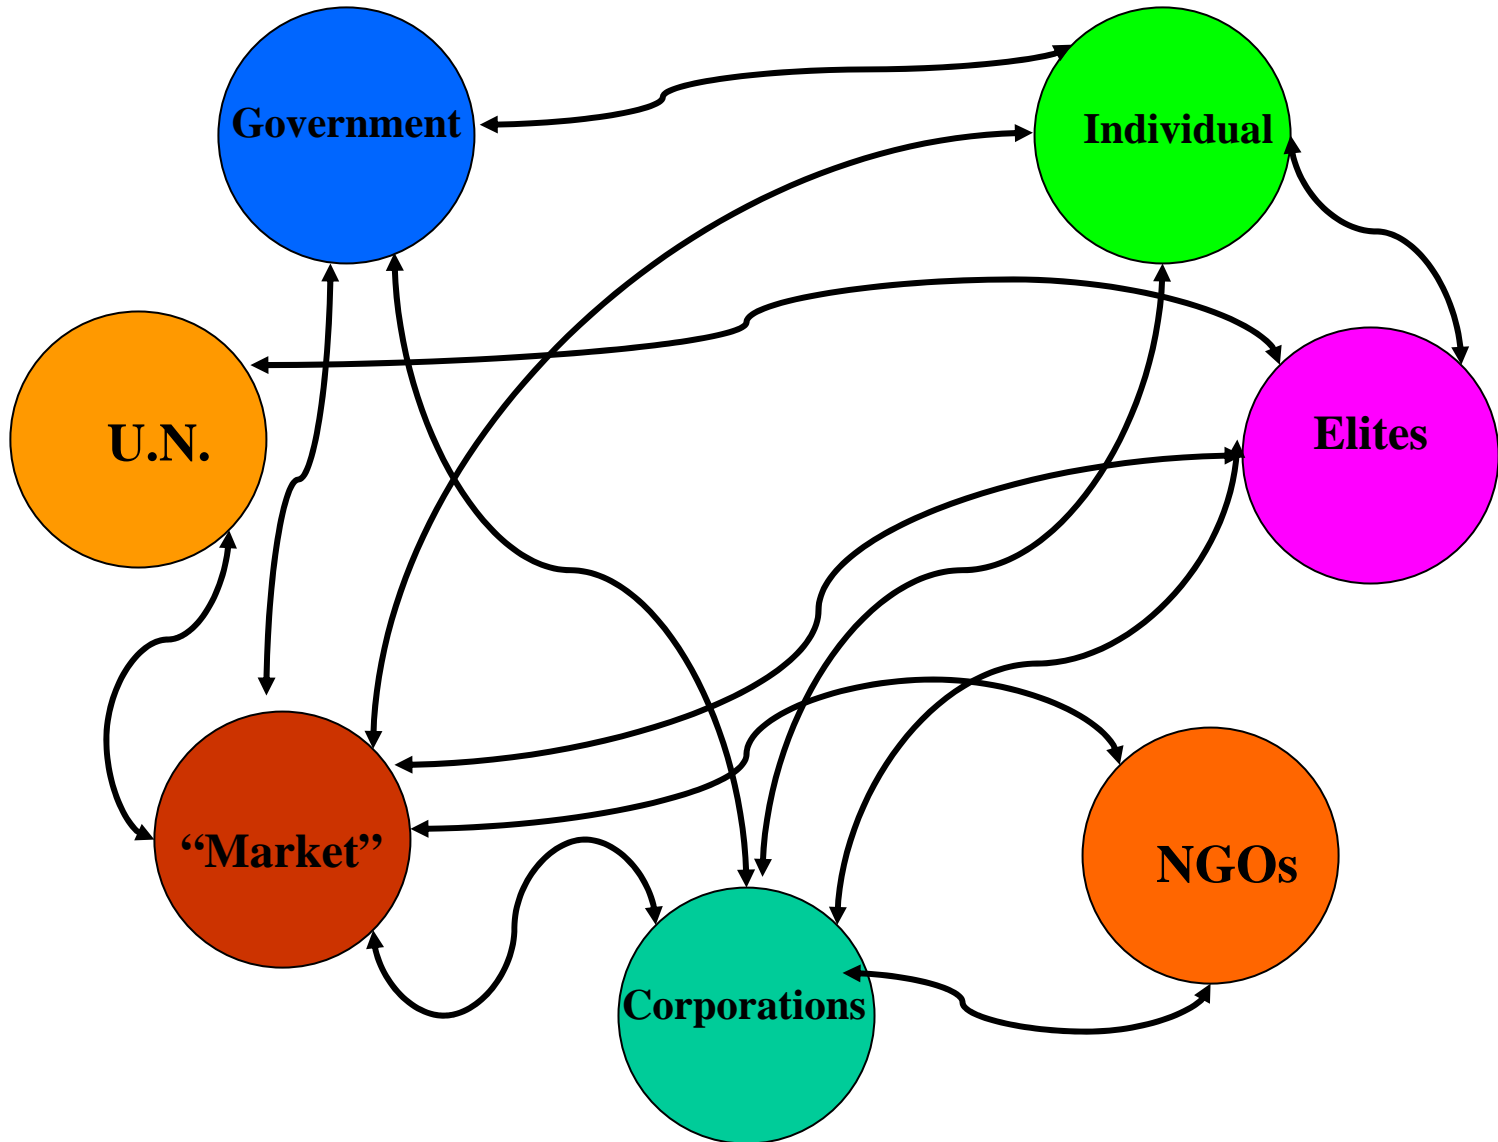 Government
Individual
U.N.
Elites
“Market”
NGOs
Corporations